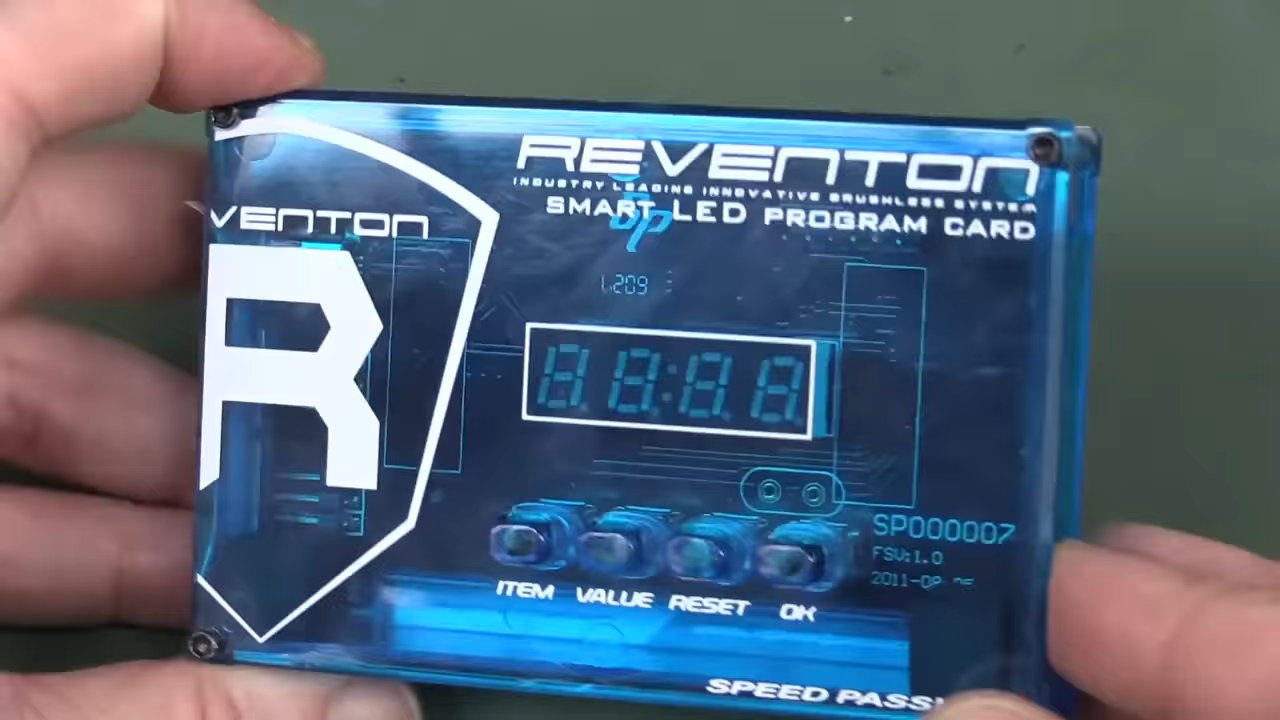 REVENTON
INDUSTRY LEADING INNOVATIVE BRUSHLESS SYSTEM
SMART LED PROGRAM CARD
VENTON
R
DP
1.209
SP000007
FSV:1.0
ITEM VALUE RESET OK
SPEED